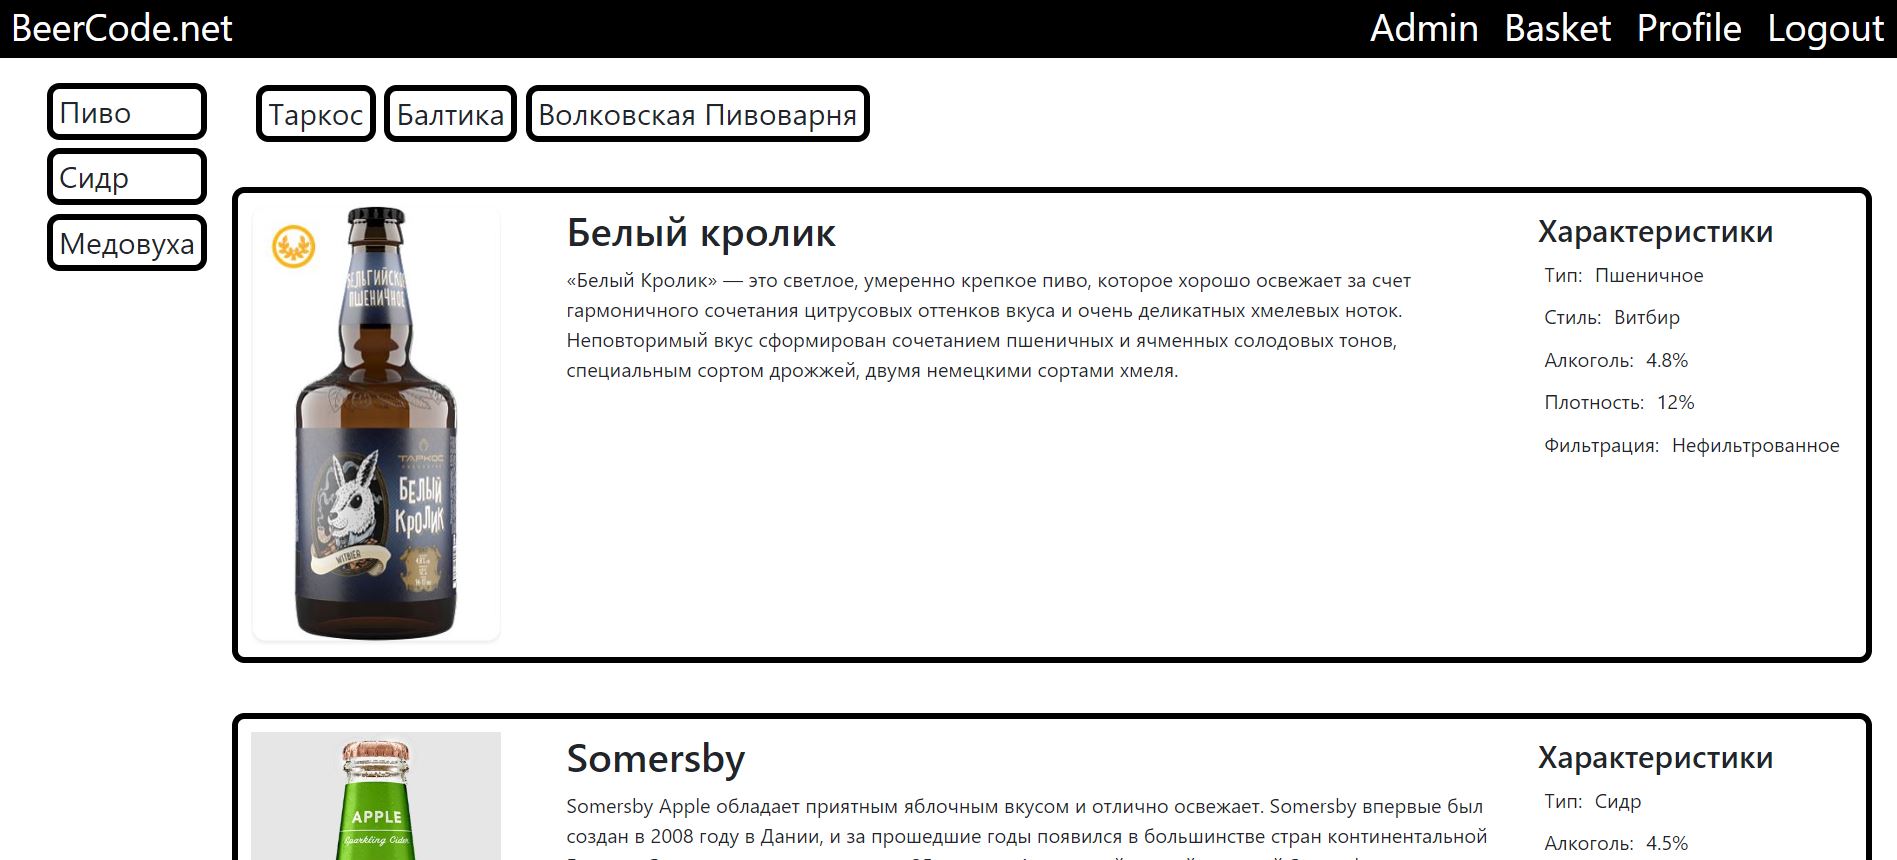 BeerCode.net
Admin Basket Profile Logout
Пиво
Сидр
Медовуха
Таркос
Балтика
Волковская Пивоварня
БЕЛЬГИЙСКОЕ
ПШЕНИЧНОЕ
ТАРКОС
БЕЛЫЙ
КРОЛИК
WITBIER
Белый кролик
«Белый Кролик» — это светлое, умеренно крепкое пиво, которое хорошо освежает за счет
гармоничного сочетания цитрусовых оттенков вкуса и очень деликатных хмелевых ноток.
Неповторимый вкус сформирован сочетанием пшеничных и ячменных солодовых тонов,
специальным сортом дрожжей, двумя немецкими сортами хмеля.
Характеристики
Тип: Пшеничное
Стиль: Витбир
Алкоголь: 4.8%
Плотность: 12%
Фильтрация: Нефильтрованное
APPLE
Sparkling Cider
Somersby
Somersby Apple обладает приятным яблочным вкусом и отлично освежает. Somersby впервые был
создан в 2008 году в Дании, и за прошедшие годы появился в большинстве стран континентальной
Характеристики
Тип: Сидр
Алкоголь: 4.5%